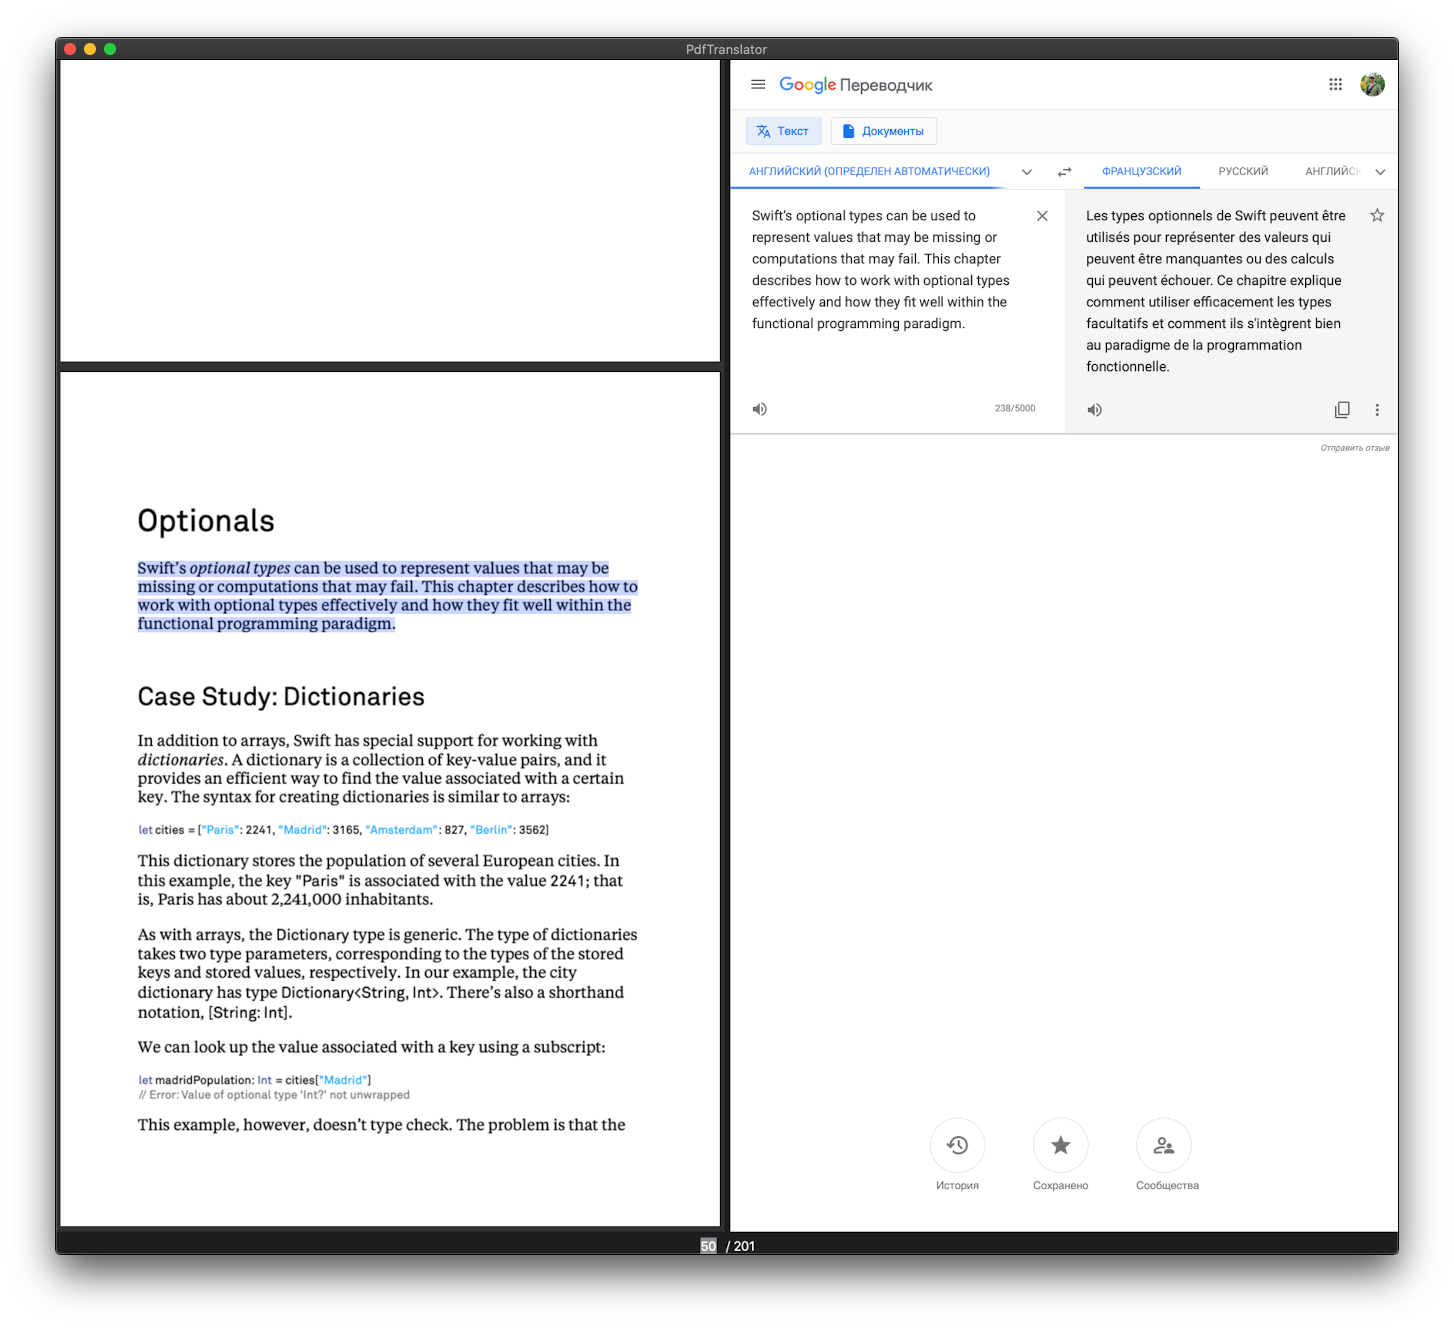 PdfTranslator
Optionals
Swift’s optional types can be used to represent values that may be
missing or computations that may fail. This chapter describes how to
work with optional types effectively and how they fit well within the
functional programming paradigm.
Case Study: Dictionaries
In addition to arrays, Swift has special support for working with
dictionaries. A dictionary is a collection of key-value pairs, and it
provides an efficient way to find the value associated with a certain
key. The syntax for creating dictionaries is similar to arrays:
let cities = ["Paris": 2241, "Madrid": 3165, "Amsterdam": 827, "Berlin": 3562]
This dictionary stores the population of several European cities. In
this example, the key "Paris" is associated with the value 2241; that
is, Paris has about 2,241,000 inhabitants.
As with arrays, the Dictionary type is generic. The type of dictionaries
takes two type parameters, corresponding to the types of the stored
keys and stored values, respectively. In our example, the city
dictionary has type Dictionary<String, Int>. There’s also a shorthand
notation, [String: Int].
We can look up the value associated with a key using a subscript:
let madridPopulation: Int = cities["Madrid"]
// Error: Value of optional type 'Int?' not unwrapped
This example, however, doesn’t type check. The problem is that the
Google Переводчик
Текст
Документы
АНГЛИЙСКИЙ (ОПРЕДЕЛЕН АВТОМАТИЧЕСКИ)
ФРАНЦУЗСКИЙ
РУССКИЙ
АНГЛИЙСК
Swift’s optional types can be used to
represent values that may be missing or
computations that may fail. This chapter
describes how to work with optional types
effectively and how they fit well within the
functional programming paradigm.
238/5000
Les types optionnels de Swift peuvent être
utilisés pour représenter des valeurs qui
peuvent être manquantes ou des calculs
qui peuvent échouer. Ce chapitre explique
comment utiliser efficacement les types
facultatifs et comment ils s'intègrent bien
au paradigme de la programmation
fonctionnelle.
Отправить отзыв
История
Сохранено
Сообщества
50 / 201